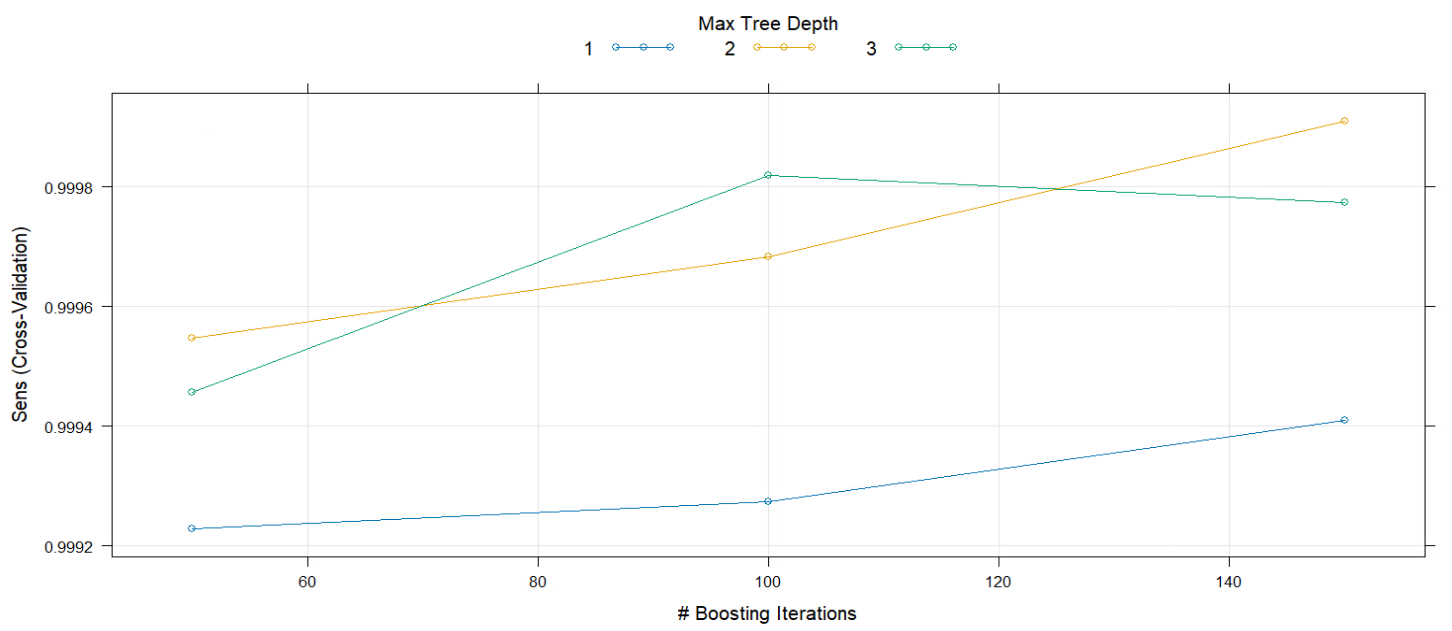 Max Tree Depth
1 2 3
0.9998
0.9996
0.9994
0.9992
Sens (Cross-Validation)
60 80 100 120 140
# Boosting Iterations